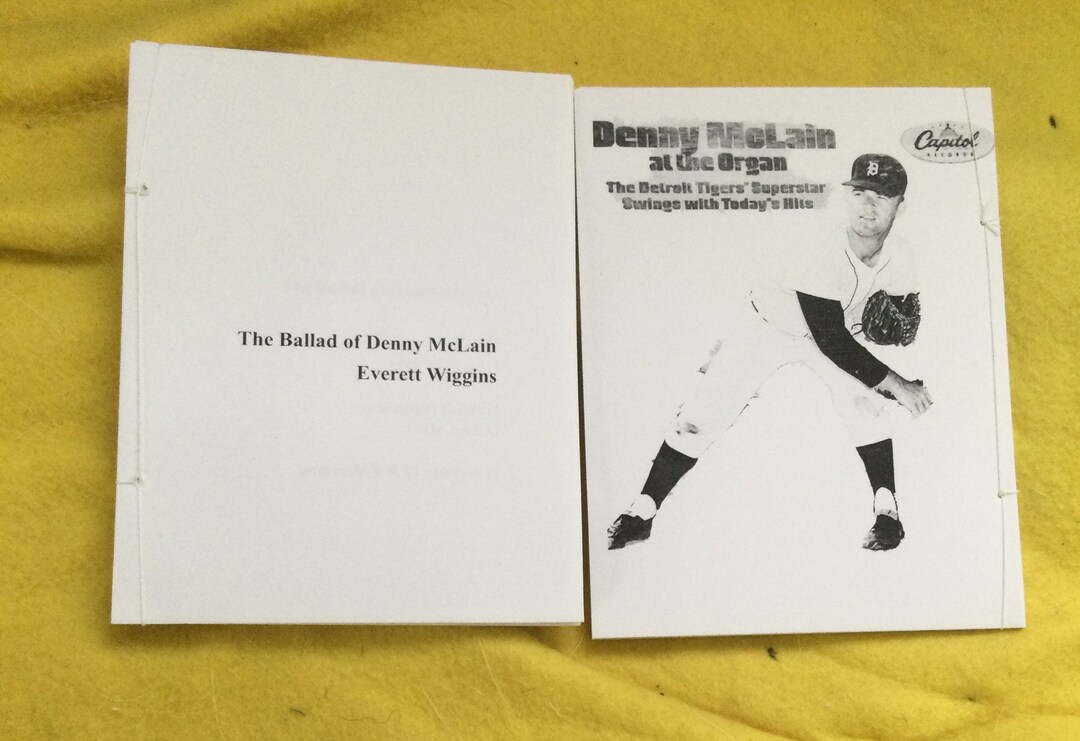 The Ballad of Denny McLain
Everett Wiggins
Denny McLain
at the Organ
The Detroit Tigers' Superstar
Swings with Today's Hits
Capitol
RECORDS
D